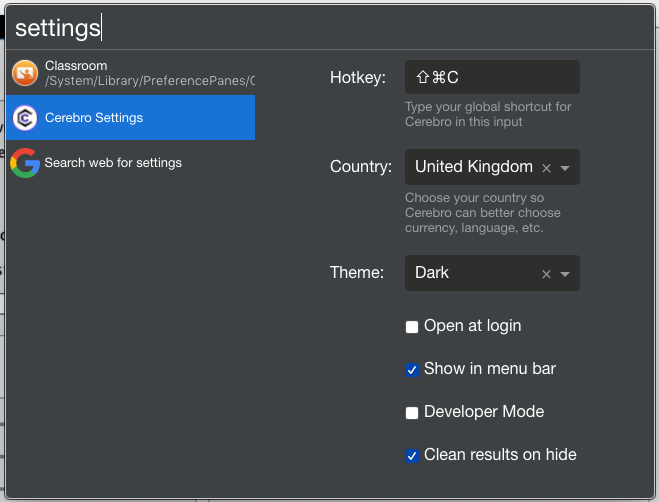 settings
Classroom
/System/Library/PreferencePanes/C
Cerebro Settings
Search web for settings
Hotkey:
⇧⌘C
Type your global shortcut for
Cerebro in this input
Country:
United Kingdom
Choose your country so
Cerebro can better choose
currency, language, etc.
Theme:
Dark
Open at login
Show in menu bar
Developer Mode
Clean results on hide